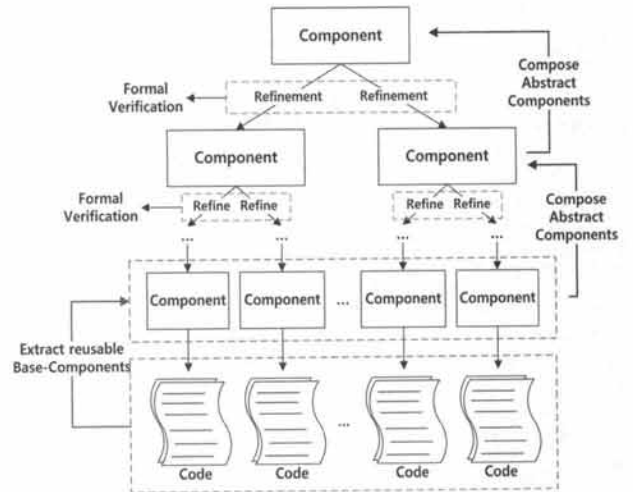 Component
Compose
Abstract
Components
Formal
Verification
Refinement Refinement
Component Component
Formal
Verification
Refine Refine Refine Refine
Compose
Abstract
Components
... ... ... ...
Component Component ... Component Component
Extract reusable
Base-Components
...
Code Code Code Code